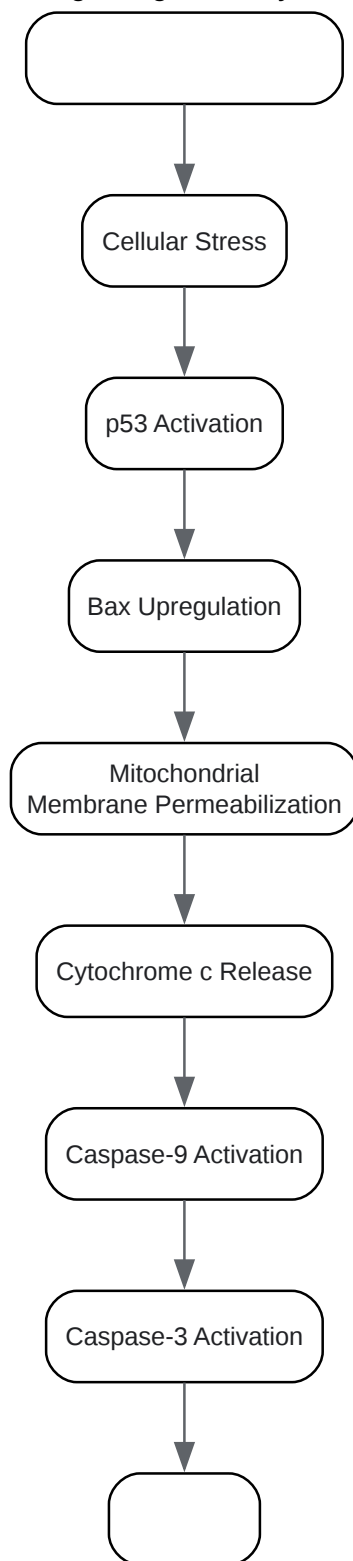 Cellular Stress
p53 Activation
Bax Upregulation
Mitochondrial
Membrane Permeabilization
Cytochrome c Release
Caspase-9 Activation
Caspase-3 Activation